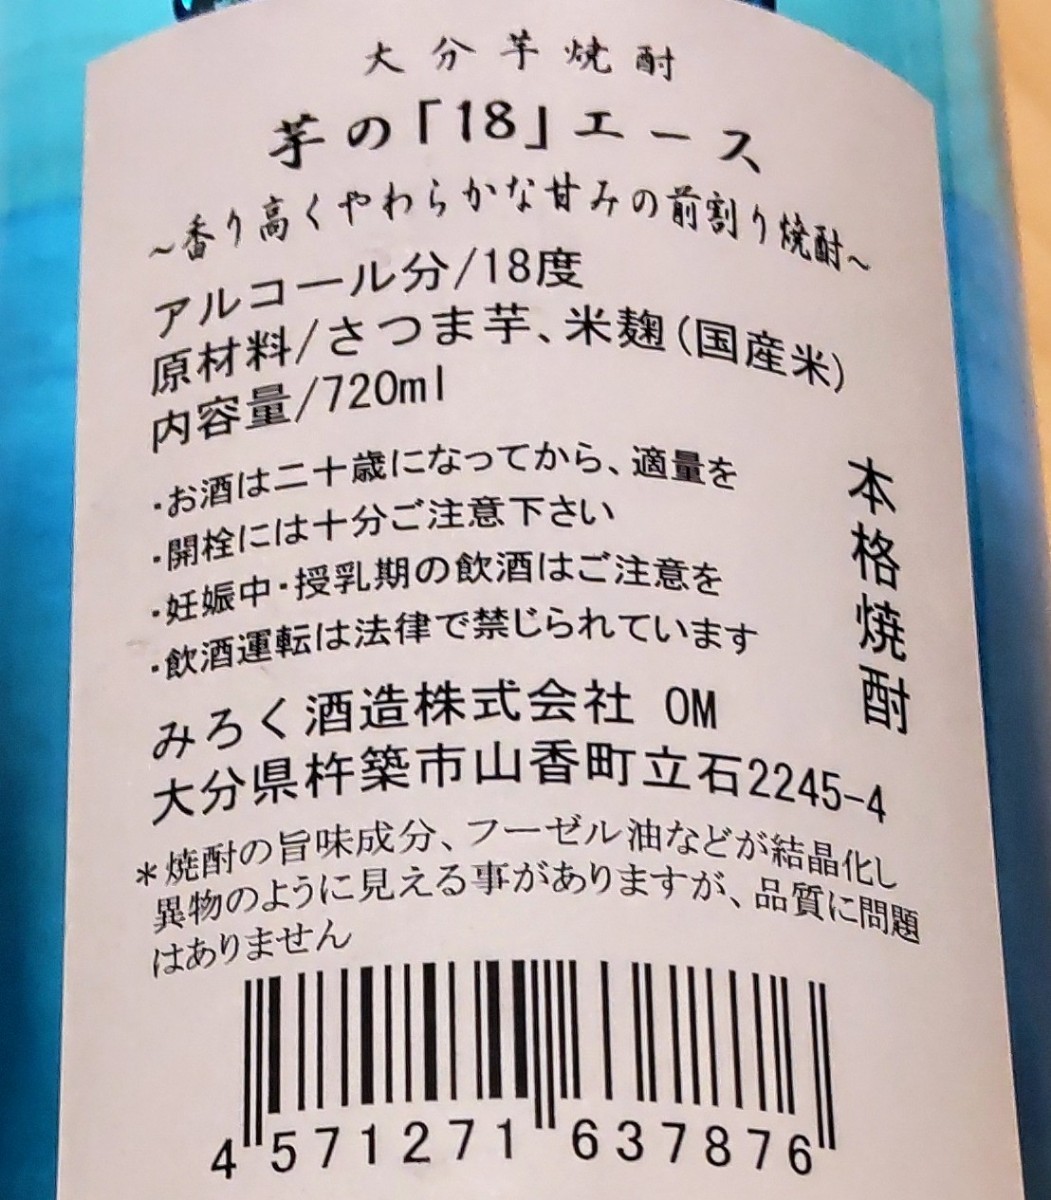 大分芋焼酎
芋の「18」エース
~香り高くやわらかな甘みの前割り焼酎~
アルコール分/18度
原材料/さつま芋、米麹(国産米)
内容量/720ml
・お酒は二十歳になってから、適量を
・開栓には十分ご注意下さい
・妊娠中・授乳期の飲酒はご注意を
・飲酒運転は法律で禁じられています
本格焼酎
みろく酒造株式会社 OM
大分県杵築市山香町立石2245-4
*焼酎の旨味成分、フーゼル油などが結晶化し
異物のように見える事がありますが、品質に問題
はありません
4 571271 637876